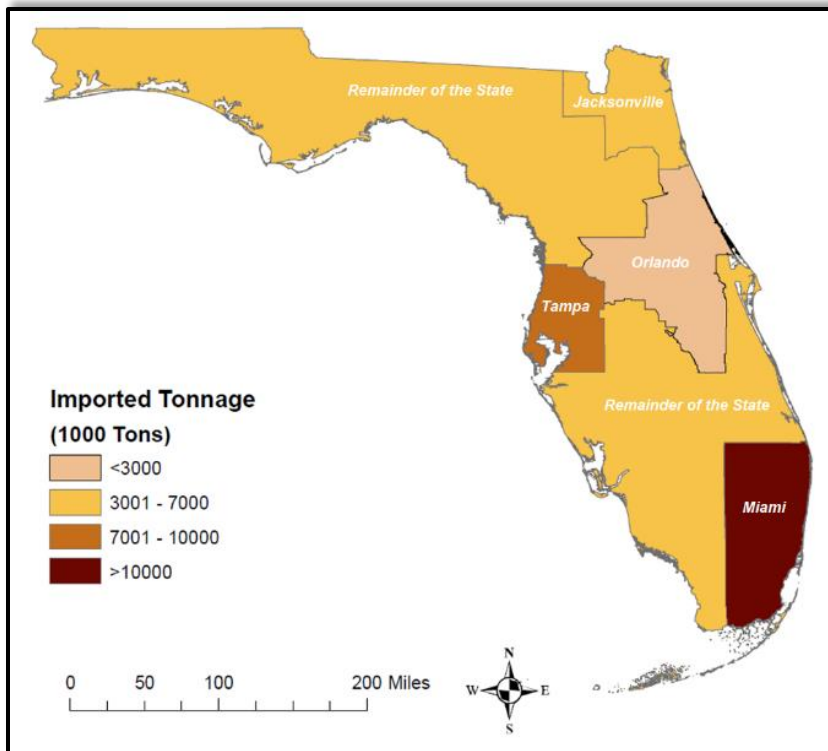 Remainder of the State
Jacksonville
Orlando
Tampa
Remainder of the State
Miami
Imported Tonnage
(1000 Tons)
<3000
3001 - 7000
7001 - 10000
>10000
0 50 100 200 Miles
N
W E
S